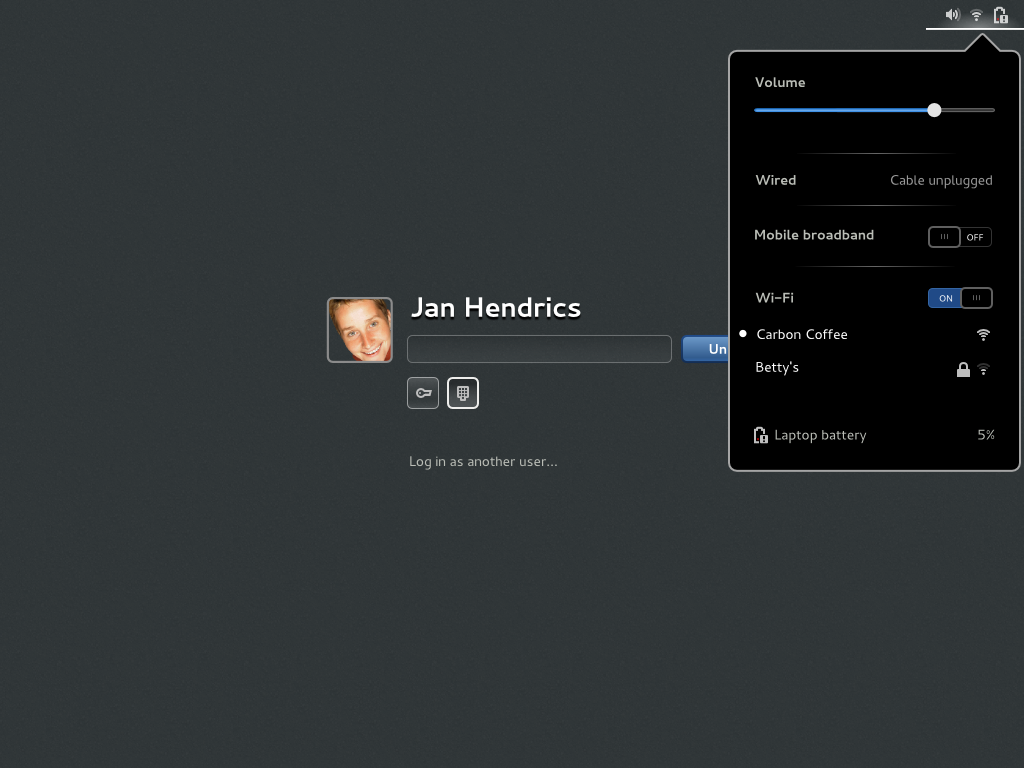 Volume
Wired Cable unplugged
Mobile broadband OFF
Wi-Fi ON
Jan Hendrics
Carbon Coffee
Un
Betty's
Laptop battery 5%
Log in as another user...